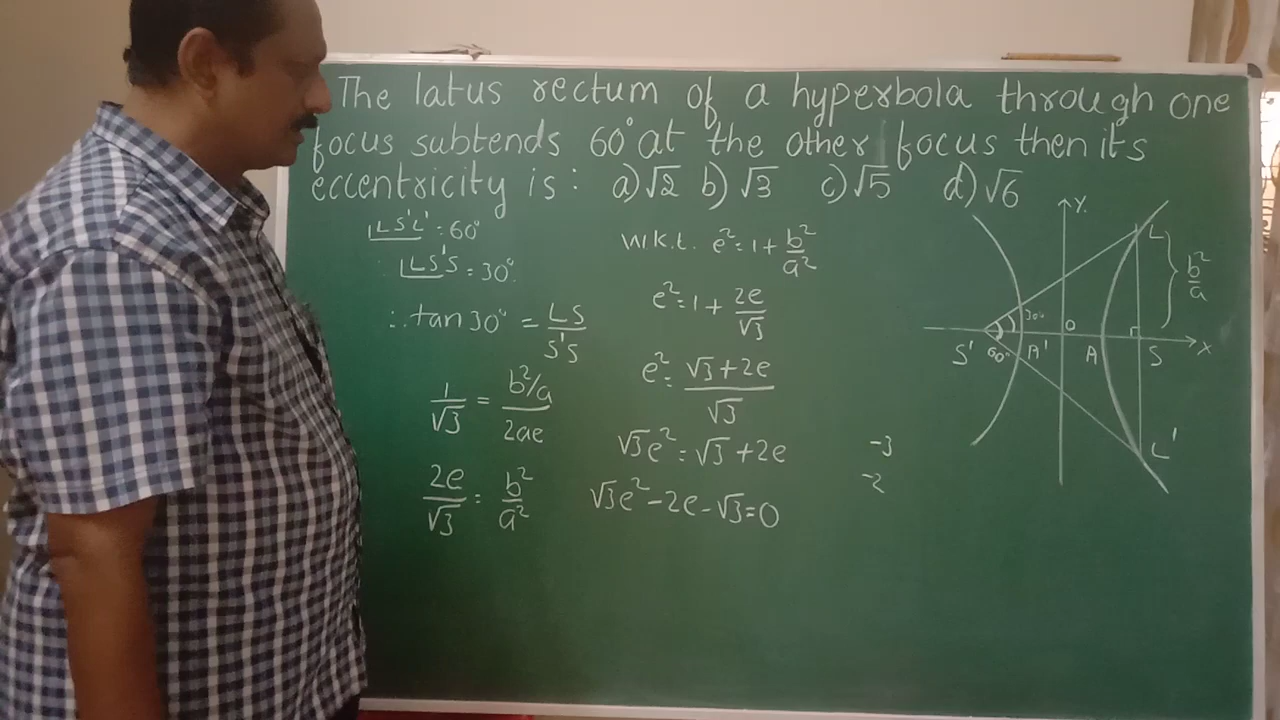 The latus rectum of a hyperbola through one
focus subtends 60° at the other focus then its
eccentricity is : a) √2 b) √3 c) √5 d) √6
∠LS'L' = 60°
∴ ∠LS'S = 30°
∴ tan 30° = LS/S'S
1/√3 = (b²/a)/(2ae)
2e/√3 = b²/a²
W.k.t. e² = 1 + b²/a²
e² = 1 + 2e/√3
e² = (√3 + 2e)/√3
√3e² = √3 + 2e
√3e² - 2e - √3 = 0
-3
-2
Y
L
b²/a
30°
O
S' 60° A' A S X
L'